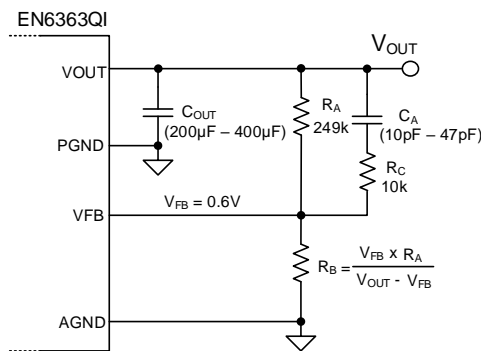 EN6363QI
VOUT
VOUT
COUT
(200µF – 400µF)
RA
249k
CA
(10pF – 47pF)
RC
10k
PGND
VFB
VFB = 0.6V
RB = VFB x RA
VOUT - VFB
AGND